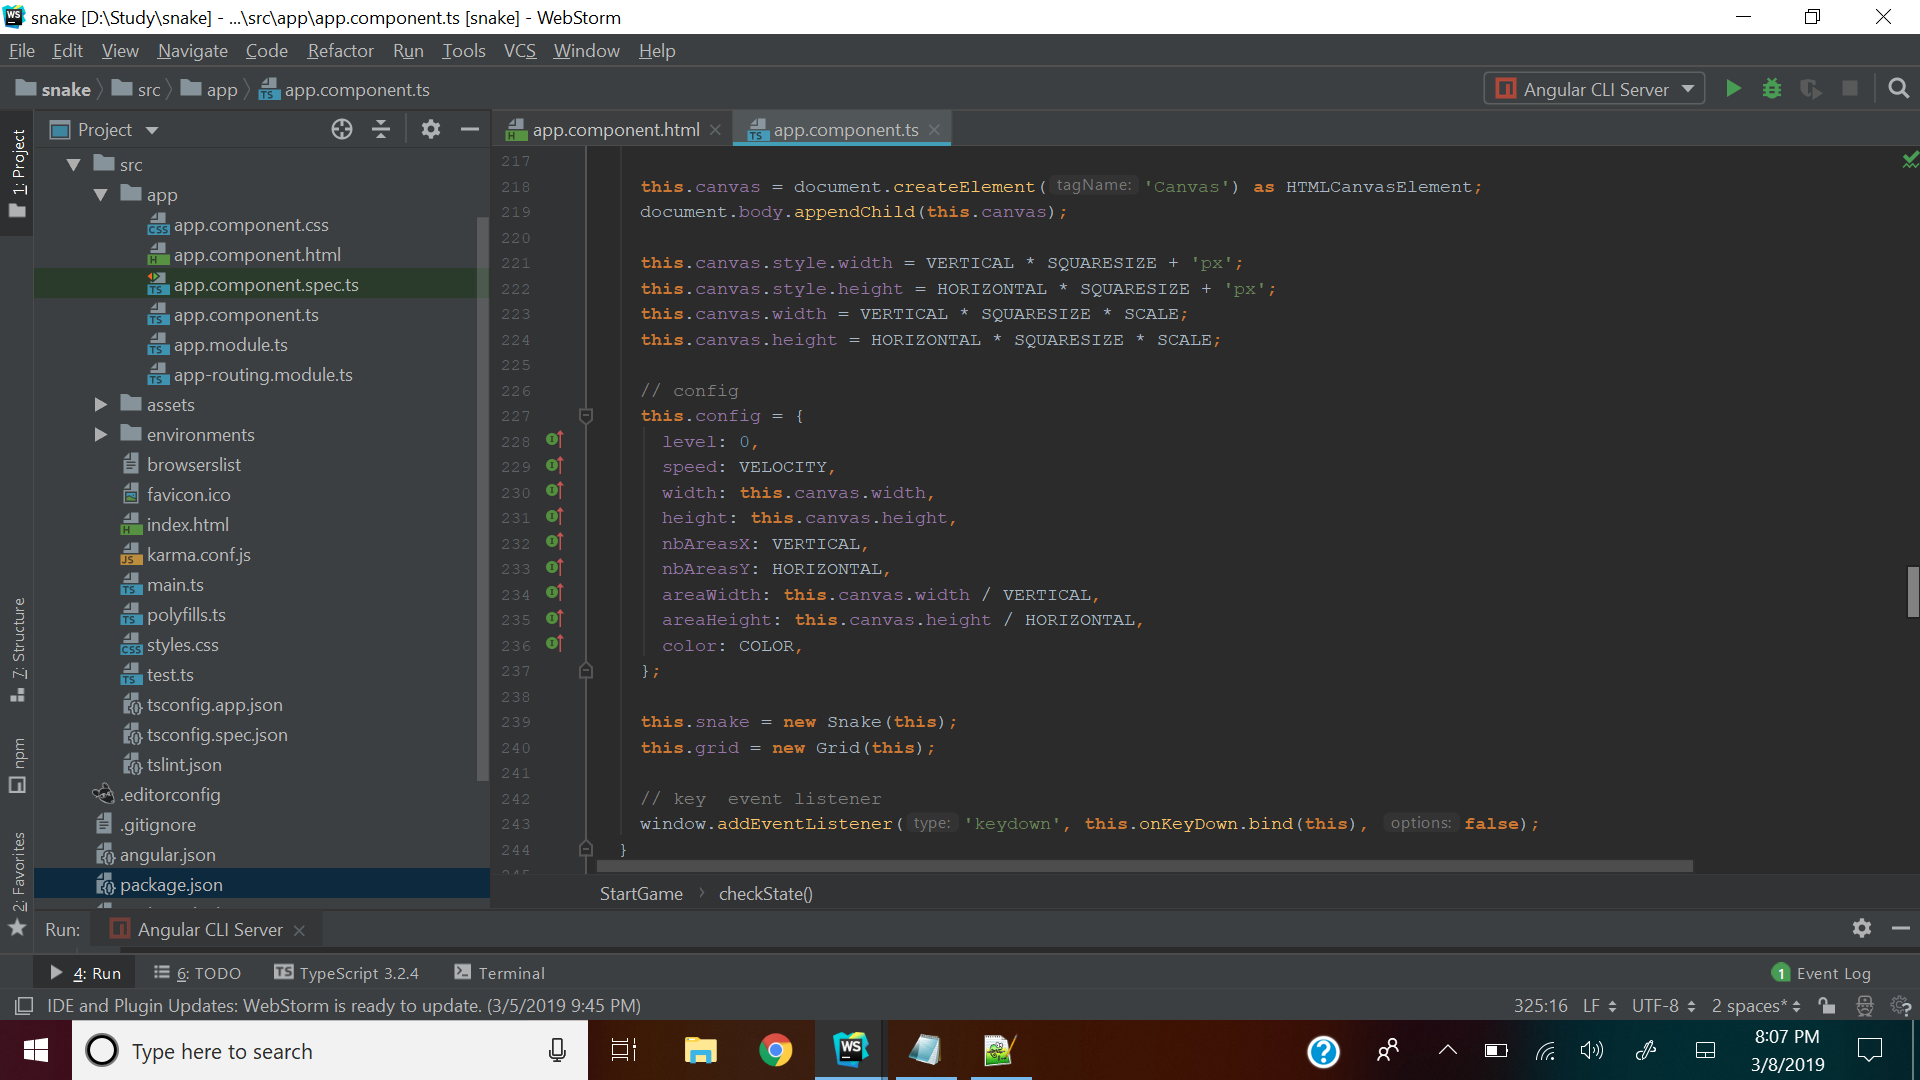 snake [D:\Study\snake] - ...\src\app\app.component.ts [snake] - WebStorm
File Edit View Navigate Code Refactor Run Tools VCS Window Help
snake src app app.component.ts
Angular CLI Server
1: Project
7: Structure
npm
2: Favorites
Project
src
app
app.component.css
app.component.html
app.component.spec.ts
app.component.ts
app.module.ts
app-routing.module.ts
assets
environments
browserslist
favicon.ico
index.html
karma.conf.js
main.ts
polyfills.ts
styles.css
test.ts
tsconfig.app.json
tsconfig.spec.json
tslint.json
.editorconfig
.gitignore
angular.json
package.json
app.component.html app.component.ts
217
218 this.canvas = document.createElement( tagName: 'Canvas') as HTMLCanvasElement;
219 document.body.appendChild(this.canvas);
220
221 this.canvas.style.width = VERTICAL * SQUARESIZE + 'px';
222 this.canvas.style.height = HORIZONTAL * SQUARESIZE + 'px';
223 this.canvas.width = VERTICAL * SQUARESIZE * SCALE;
224 this.canvas.height = HORIZONTAL * SQUARESIZE * SCALE;
225
226 // config
227 this.config = {
228 level: 0,
229 speed: VELOCITY,
230 width: this.canvas.width,
231 height: this.canvas.height,
232 nbAreasX: VERTICAL,
233 nbAreasY: HORIZONTAL,
234 areaWidth: this.canvas.width / VERTICAL,
235 areaHeight: this.canvas.height / HORIZONTAL,
236 color: COLOR,
237 };
238
239 this.snake = new Snake(this);
240 this.grid = new Grid(this);
241
242 // key  event listener
243 window.addEventListener( type: 'keydown', this.onKeyDown.bind(this), options: false);
244 }
StartGame checkState()
Run: Angular CLI Server
4: Run 6: TODO TypeScript 3.2.4 Terminal 1 Event Log
IDE and Plugin Updates: WebStorm is ready to update. (3/5/2019 9:45 PM) 325:16 LF UTF-8 2 spaces*
Type here to search
8:07 PM
3/8/2019